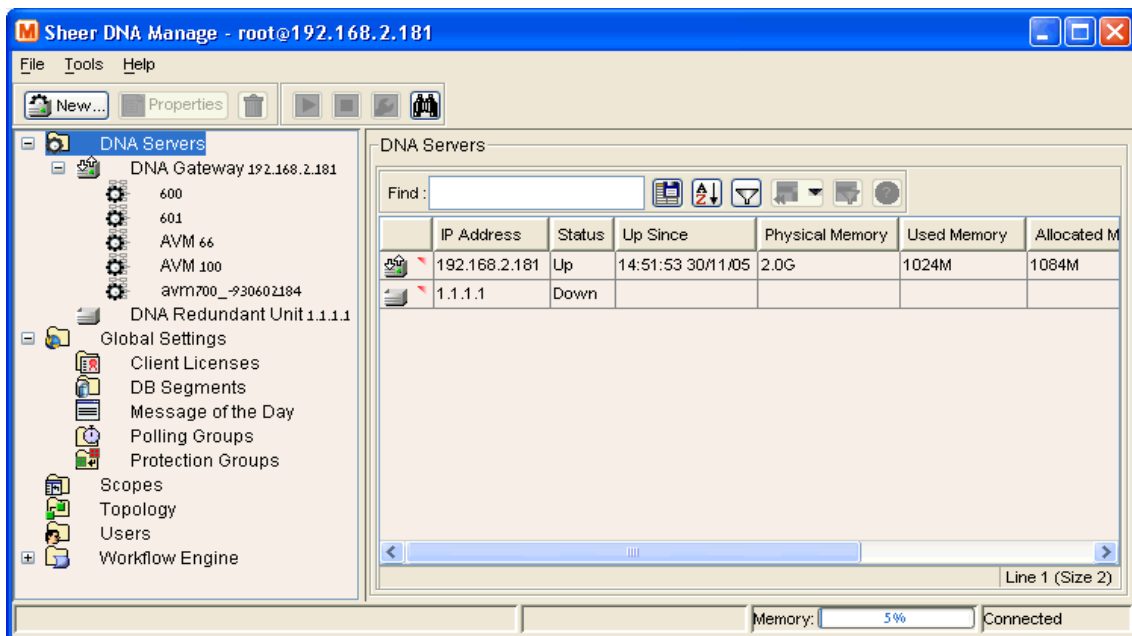 Sheer DNA Manage - root@192.168.2.181
File Tools Help
New... Properties
DNA Servers
DNA Gateway 192.168.2.181
600
601
AVM 66
AVM 100
avm700_-930602184
DNA Redundant Unit 1.1.1.1
Global Settings
Client Licenses
DB Segments
Message of the Day
Polling Groups
Protection Groups
Scopes
Topology
Users
Workflow Engine
DNA Servers
Find :
IP Address Status Up Since Physical Memory Used Memory Allocated M
192.168.2.181 Up 14:51:53 30/11/05 2.0G 1024M 1084M
1.1.1.1 Down
Line 1 (Size 2)
Memory: 5% Connected